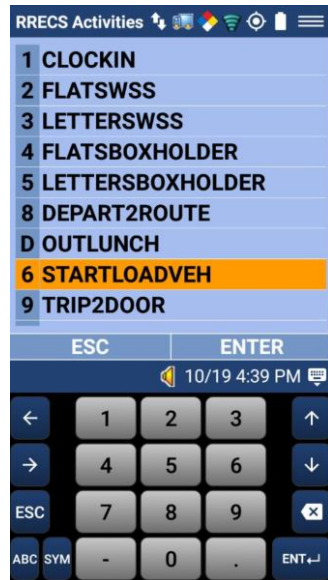 RRECS Activities
1 CLOCKIN
2 FLATSWSS
3 LETTERSWSS
4 FLATSBOXHOLDER
5 LETTERSBOXHOLDER
8 DEPART2ROUTE
D OUTLUNCH
6 STARTLOADVEH
9 TRIP2DOOR
ESC ENTER
10/19 4:39 PM
← 1 2 3 ↑
→ 4 5 6 ↓
ESC 7 8 9
ABC SYM - 0 . ENT↵